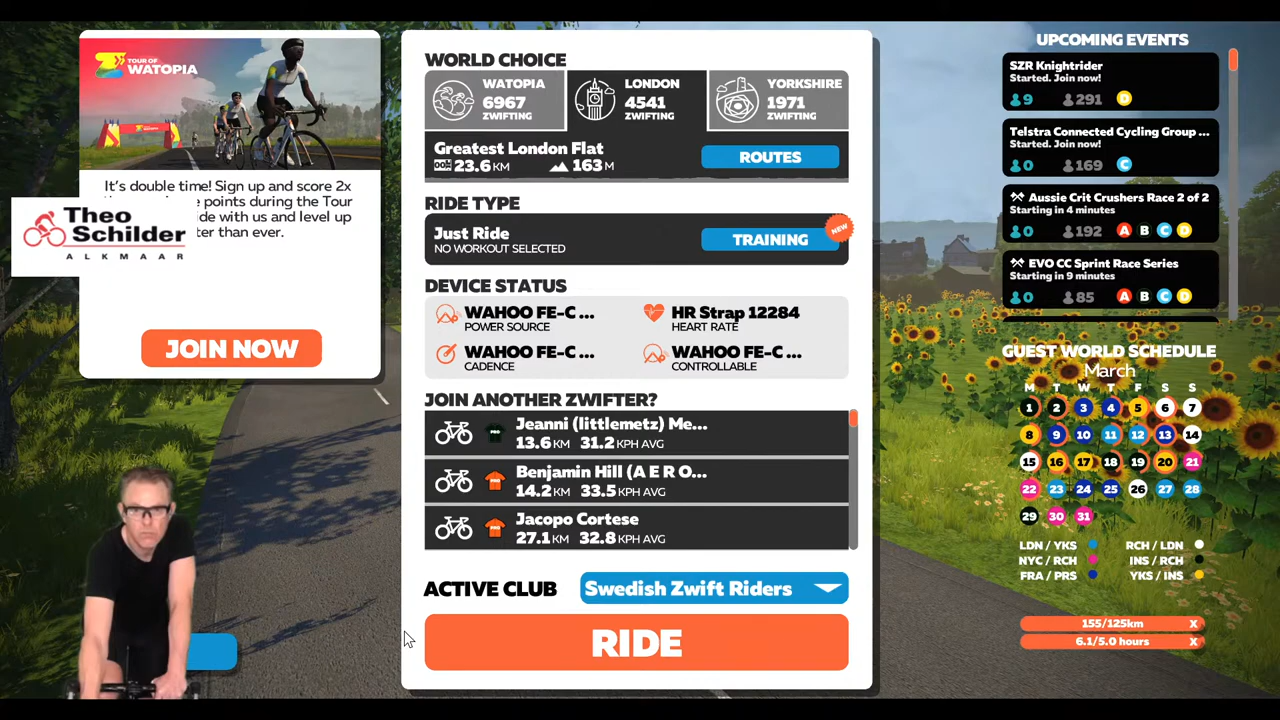 TOUR OF
WATOPIA
It's double time! Sign up and score 2x
points during the Tour
ide with us and level up
ter than ever.
Theo
Schilder
ALKMAAR
JOIN NOW
WORLD CHOICE
WATOPIA
6967
ZWIFTING
LONDON
4541
ZWIFTING
YORKSHIRE
1971
ZWIFTING
Greatest London Flat
23.6 KM 163 M
ROUTES
RIDE TYPE
Just Ride
NO WORKOUT SELECTED
TRAINING
NEW
DEVICE STATUS
WAHOO FE-C ...
POWER SOURCE
HR Strap 12284
HEART RATE
WAHOO FE-C ...
CADENCE
WAHOO FE-C ...
CONTROLLABLE
JOIN ANOTHER ZWIFTER?
Jeanni (littlemetz) Me...
13.6 KM 31.2 KPH AVG
Benjamin Hill (A E R O...
14.2 KM 33.5 KPH AVG
Jacopo Cortese
27.1 KM 32.8 KPH AVG
ACTIVE CLUB
Swedish Zwift Riders
RIDE
UPCOMING EVENTS
SZR Knightrider
Started. Join now!
9 291 D
Telstra Connected Cycling Group ...
Started. Join now!
0 169 C
Aussie Crit Crushers Race 2 of 2
Starting in 4 minutes
0 192 A B C D
EVO CC Sprint Race Series
Starting in 9 minutes
0 85 A B C D
GUEST WORLD SCHEDULE
March
M T W T F S S
1 2 3 4 5 6 7
8 9 10 11 12 13 14
15 16 17 18 19 20 21
22 23 24 25 26 27 28
29 30 31
LDN / YKS RCH / LDN
NYC / RCH INS / RCH
FRA / PRS YKS / INS
155/125km X
6.1/5.0 hours X